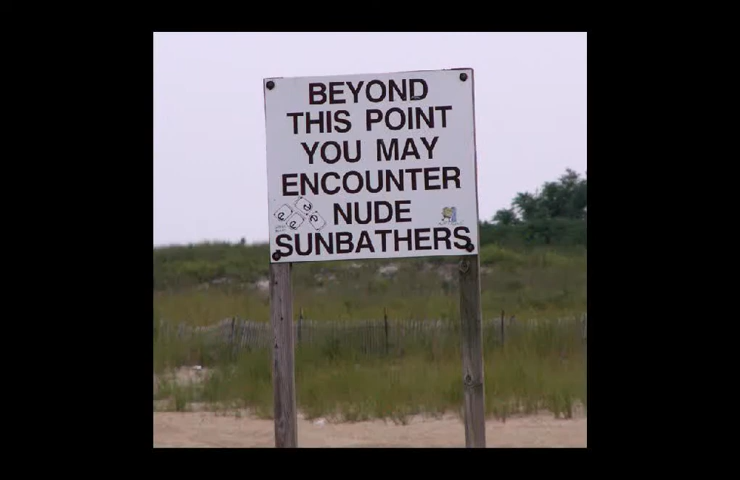 BEYOND
THIS POINT
YOU MAY
ENCOUNTER
NUDE
SUNBATHERS